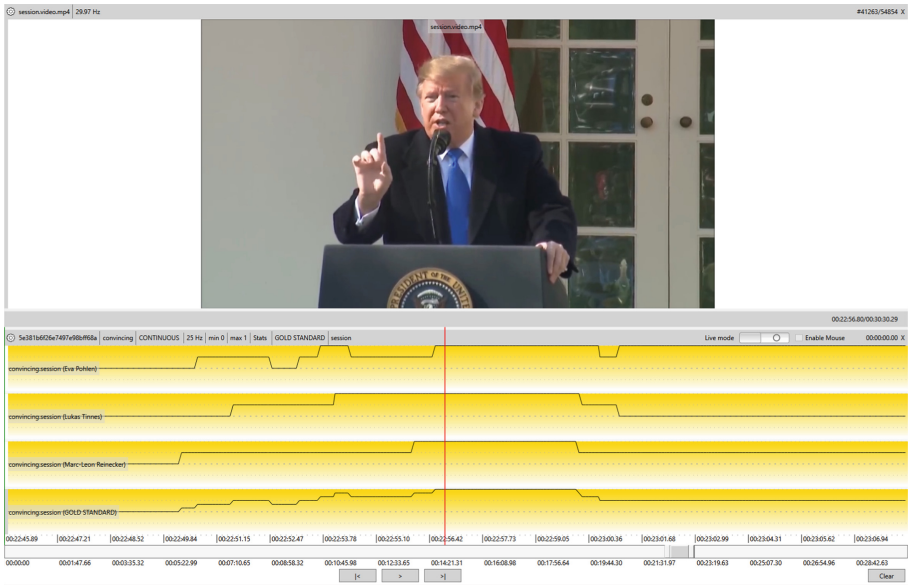 session.video.mp4 29.97 Hz #41263/54854 X
session.video.mp4
PRESIDENT OF THE UNITED
00:22:56.80/00:30:30.29
5e381b6f26e7497e98bff68a convincing CONTINUOUS 25 Hz min 0 max 1 Stats GOLD STANDARD session Live mode Enable Mouse 00:00:00.00 X
convincing.session (Eva Pohlen)
convincing.session (Lukas Tinnes)
convincing.session (Marc-Leon Reinecker)
convincing.session (GOLD STANDARD)
00:22:45.89 00:22:47.21 00:22:48.52 00:22:49.84 00:22:51.15 00:22:52.47 00:22:53.78 00:22:55.10 00:22:56.42 00:22:57.73 00:22:59.05 00:23:00.36 00:23:01.68 00:23:02.99 00:23:04.31 00:23:05.62 00:23:06.94
00:00:00 00:01:47.66 00:03:35.32 00:05:22.99 00:07:10.65 00:08:58.32 00:10:45.98 00:12:33.65 00:14:21.31 00:16:08.98 00:17:56.64 00:19:44.30 00:21:31.97 00:23:19.63 00:25:07.30 00:26:54.96 00:28:42.63
|< > >| Clear